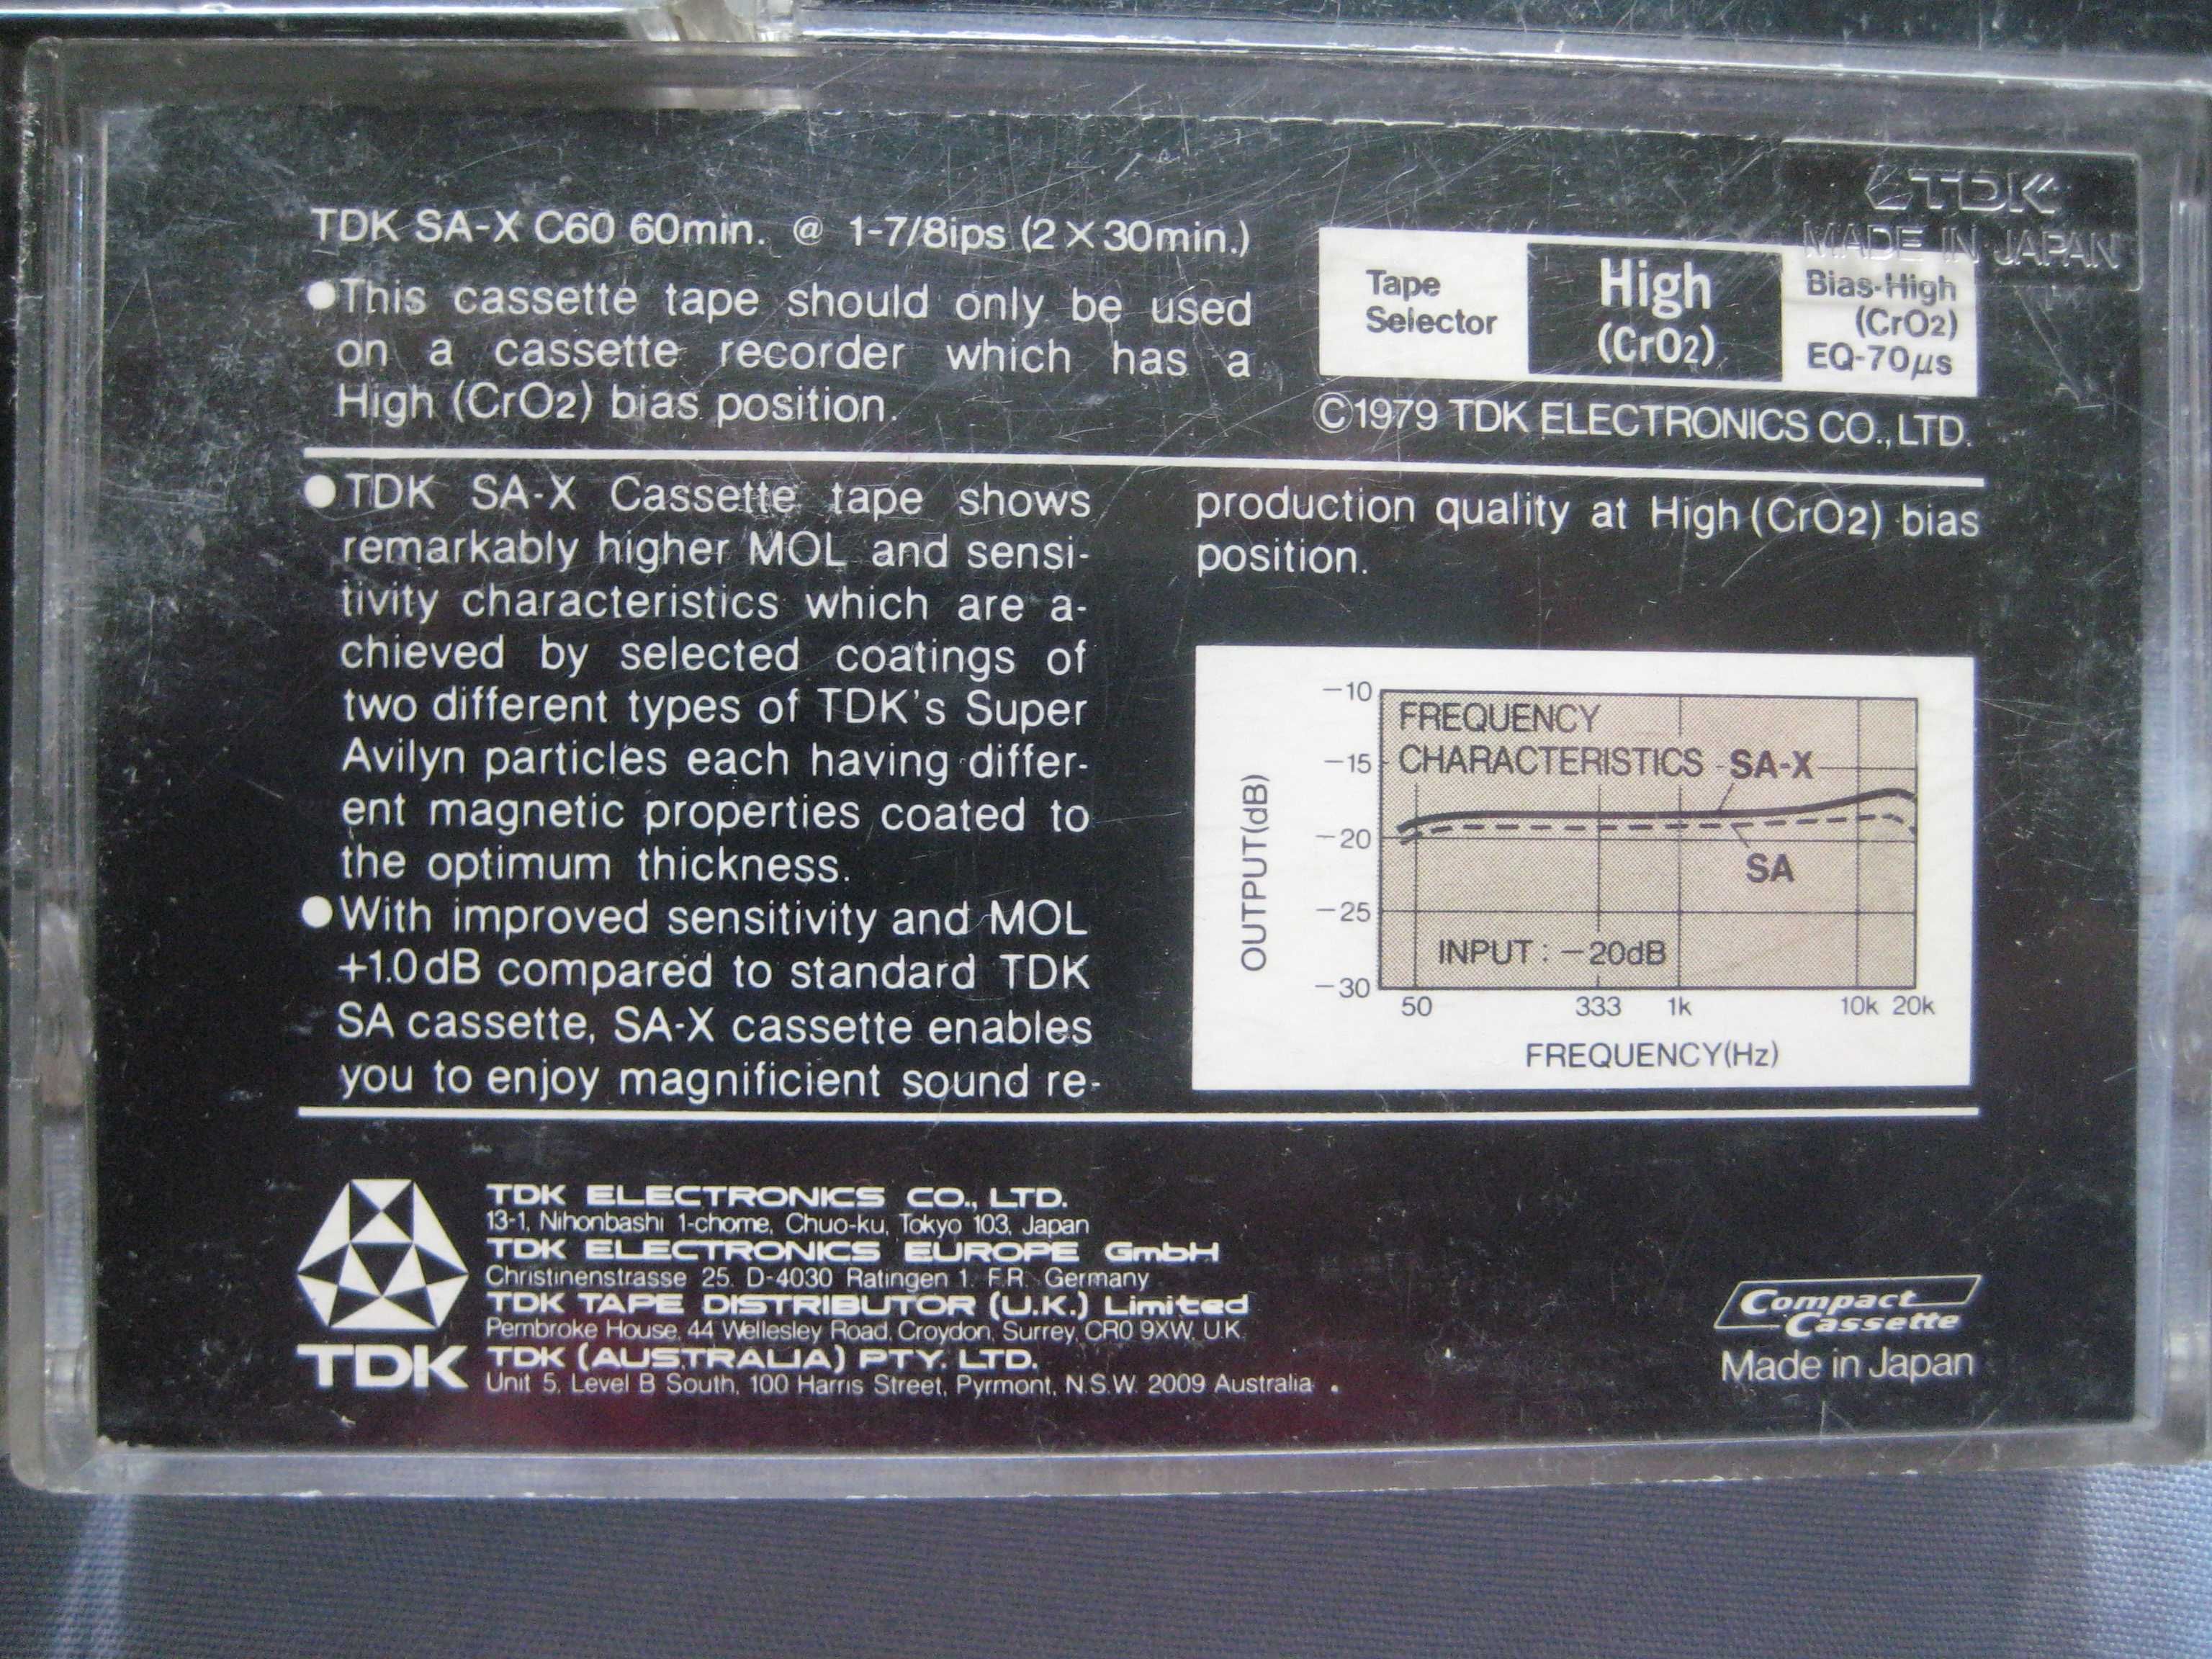 TDK
MADE IN JAPAN
TDK SA-X C60 60min. @ 1-7/8ips (2×30min.)
●This cassette tape should only be used
on a cassette recorder which has a
High (CrO2) bias position.
Tape
Selector
High
(CrO2)
Bias-High
(CrO2)
EQ-70μs
©1979 TDK ELECTRONICS CO., LTD.
●TDK SA-X Cassette tape shows
remarkably higher MOL and sensi-
tivity characteristics which are a-
chieved by selected coatings of
two different types of TDK's Super
Avilyn particles each having differ-
ent magnetic properties coated to
the optimum thickness.
●With improved sensitivity and MOL
+1.0dB compared to standard TDK
SA cassette, SA-X cassette enables
you to enjoy magnificient sound re-
production quality at High (CrO2) bias
position.
FREQUENCY
CHARACTERISTICS
SA-X
SA
INPUT : −20dB
OUTPUT(dB)
−10
−15
−20
−25
−30
50 333 1k 10k 20k
FREQUENCY(Hz)
TDK
TDK ELECTRONICS CO., LTD.
13-1, Nihonbashi 1-chome, Chuo-ku, Tokyo 103, Japan
TDK ELECTRONICS EUROPE GmbH
Christinenstrasse 25. D-4030 Ratingen 1. F.R. Germany
TDK TAPE DISTRIBUTOR (U.K.) Limited
Pembroke House, 44 Wellesley Road, Croydon, Surrey, CR0 9XW, U.K.
TDK (AUSTRALIA) PTY. LTD.
Unit 5, Level B South, 100 Harris Street, Pyrmont, N.S.W. 2009 Australia
Compact
Cassette
Made in Japan